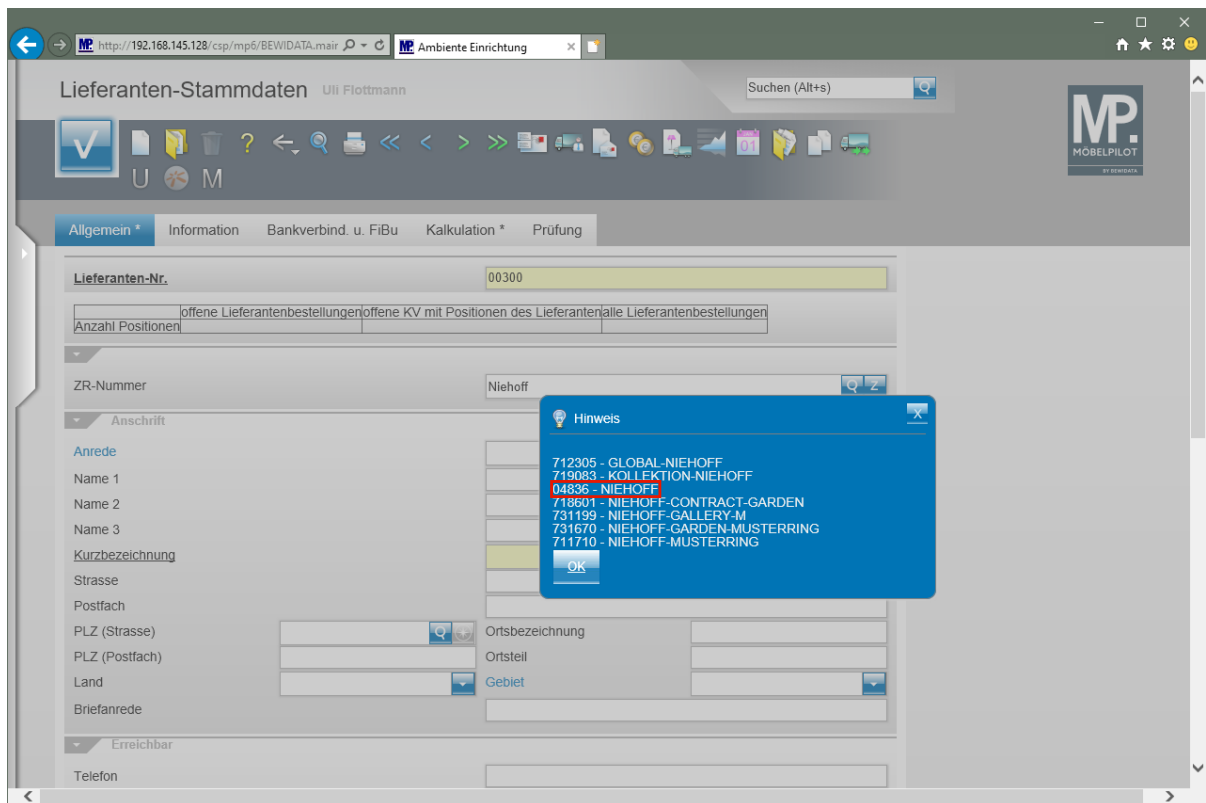 http://192.168.145.128/csp/mp6/BEWIDATA.mair
MP. Ambiente Einrichtung
Lieferanten-Stammdaten Uli Flottmann
Suchen (Alt+s)
MP.
MÖBELPILOT
BY BEWIDATA
?
01
U M
Allgemein * Information Bankverbind. u. FiBu Kalkulation * Prüfung
Lieferanten-Nr. 00300
offene Lieferantenbestellungen offene KV mit Positionen des Lieferanten alle Lieferantenbestellungen
Anzahl Positionen
ZR-Nummer Niehoff Z
Anschrift
Hinweis X
712305 - GLOBAL-NIEHOFF
719083 - KOLLEKTION-NIEHOFF
04836 - NIEHOFF
718601 - NIEHOFF-CONTRACT-GARDEN
731199 - NIEHOFF-GALLERY-M
731670 - NIEHOFF-GARDEN-MUSTERRING
711710 - NIEHOFF-MUSTERRING
OK
Anrede
Name 1
Name 2
Name 3
Kurzbezeichnung
Strasse
Postfach
PLZ (Strasse) Ortsbezeichnung
PLZ (Postfach) Ortsteil
Land Gebiet
Briefanrede
Erreichbar
Telefon